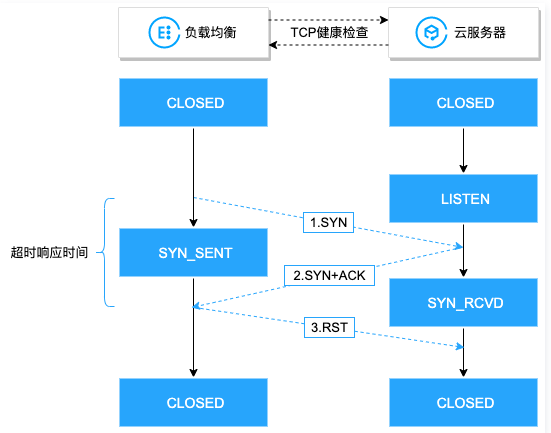 负载均衡
TCP健康检查
云服务器
CLOSED
CLOSED
LISTEN
1.SYN
超时响应时间
SYN_SENT
2.SYN+ACK
SYN_RCVD
3.RST
CLOSED
CLOSED